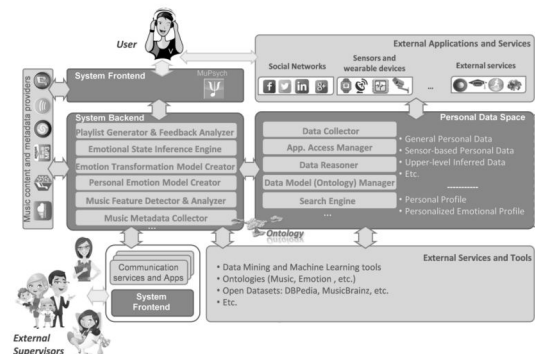 User
External Applications and Services
Social Networks
Sensors and
wearable devices
External services
...
System Frontend
MuPsych
Music content and metadata providers
System Backend
Playlist Generator & Feedback Analyzer
Emotional State Inference Engine
Emotion Transformation Model Creator
Personal Emotion Model Creator
Music Feature Detector & Analyzer
Music Metadata Collector
...
Personal Data Space
Data Collector
App. Access Manager
Data Reasoner
Data Model (Ontology) Manager
Search Engine
...
• General Personal Data
• Sensor-based Personal Data
• Upper-level Inferred Data
• Etc.
-----------
• Personal Profile
• Personalized Emotional Profile
Ontology
External Services and Tools
• Data Mining and Machine Learning tools
• Ontologies (Music, Emotion , etc.)
• Open Datasets: DBPedia, MusicBrainz, etc.
• Etc.
Communication
services and Apps
System
Frontend
External
Supervisors